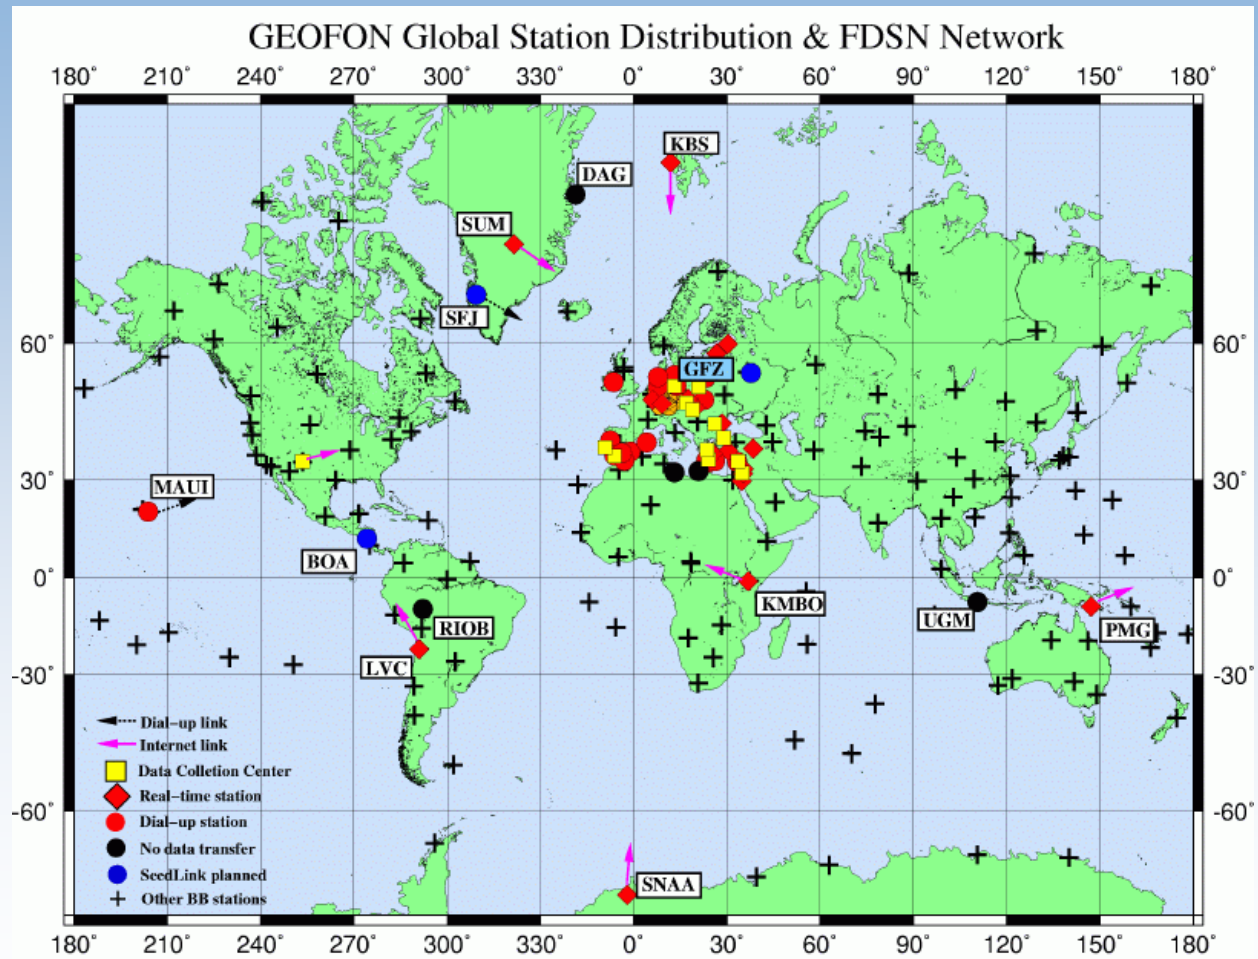 GEOFON Global Station Distribution & FDSN Network
180° 210° 240° 270° 300° 330° 0° 30° 60° 90° 120° 150° 180°
KBS
DAG
SUM
SFJ
60° 60°
GFZ
30° 30°
MAUI
BOA
0° 0°
KMBO
UGM
PMG
RIOB
LVC
-30° -30°
Dial-up link
Internet link
Data Colletion Center
Real-time station
-60° -60°
Dial-up station
No data transfer
SeedLink planned
SNAA
Other BB stations
180° 210° 240° 270° 300° 330° 0° 30° 60° 90° 120° 150° 180°